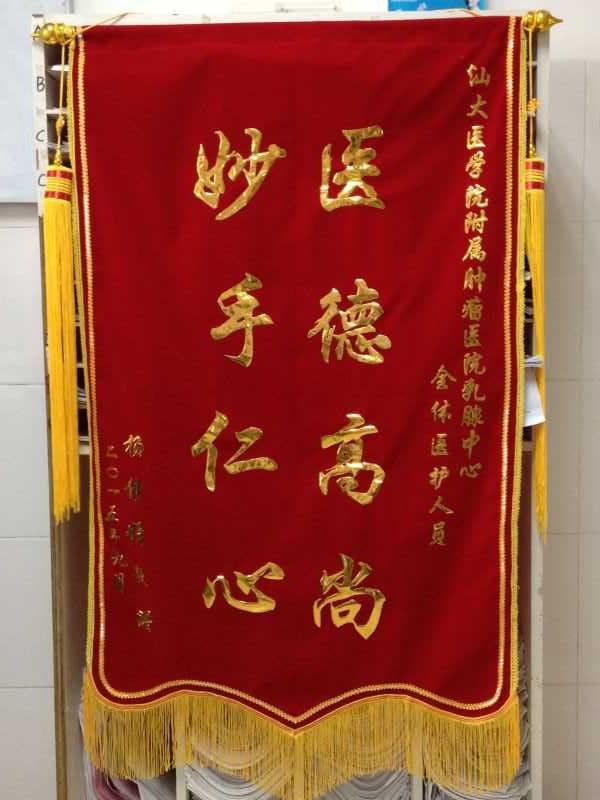 汕大医学院附属肿瘤医院乳腺中心
全体医护人员
医德高尚
妙手仁心
二〇一五年九月
B
C
C